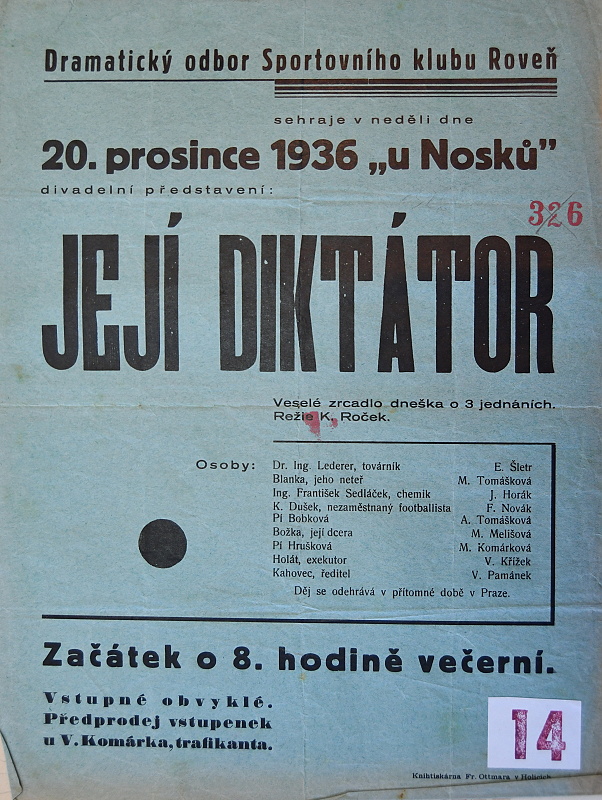 Dramatický odbor Sportovního klubu Roveň
sehraje v neděli dne
20. prosince 1936 „u Nosků”
divadelní představení:
326
JEJÍ DIKTÁTOR
Veselé zrcadlo dneška o 3 jednáních.
Režie K. Roček.
Osoby: Dr. Ing. Lederer, továrník E. Šletr
Blanka, jeho neteř M. Tomášková
Ing. František Sedláček, chemik J. Horák
K. Dušek, nezaměstnaný footballista F. Novák
Pí Bobková A. Tomášková
Božka, její dcera M. Melišová
Pí Hrušková M. Komárková
Holát, exekutor V. Křížek
Kahovec, ředitel V. Pamánek
Děj se odehrává v přítomné době v Praze.
Začátek o 8. hodině večerní.
Vstupné obvyklé.
Předprodej vstupenek
u V. Komárka, trafikanta.
14
Knihtiskárna Fr. Ottmara v Holicích